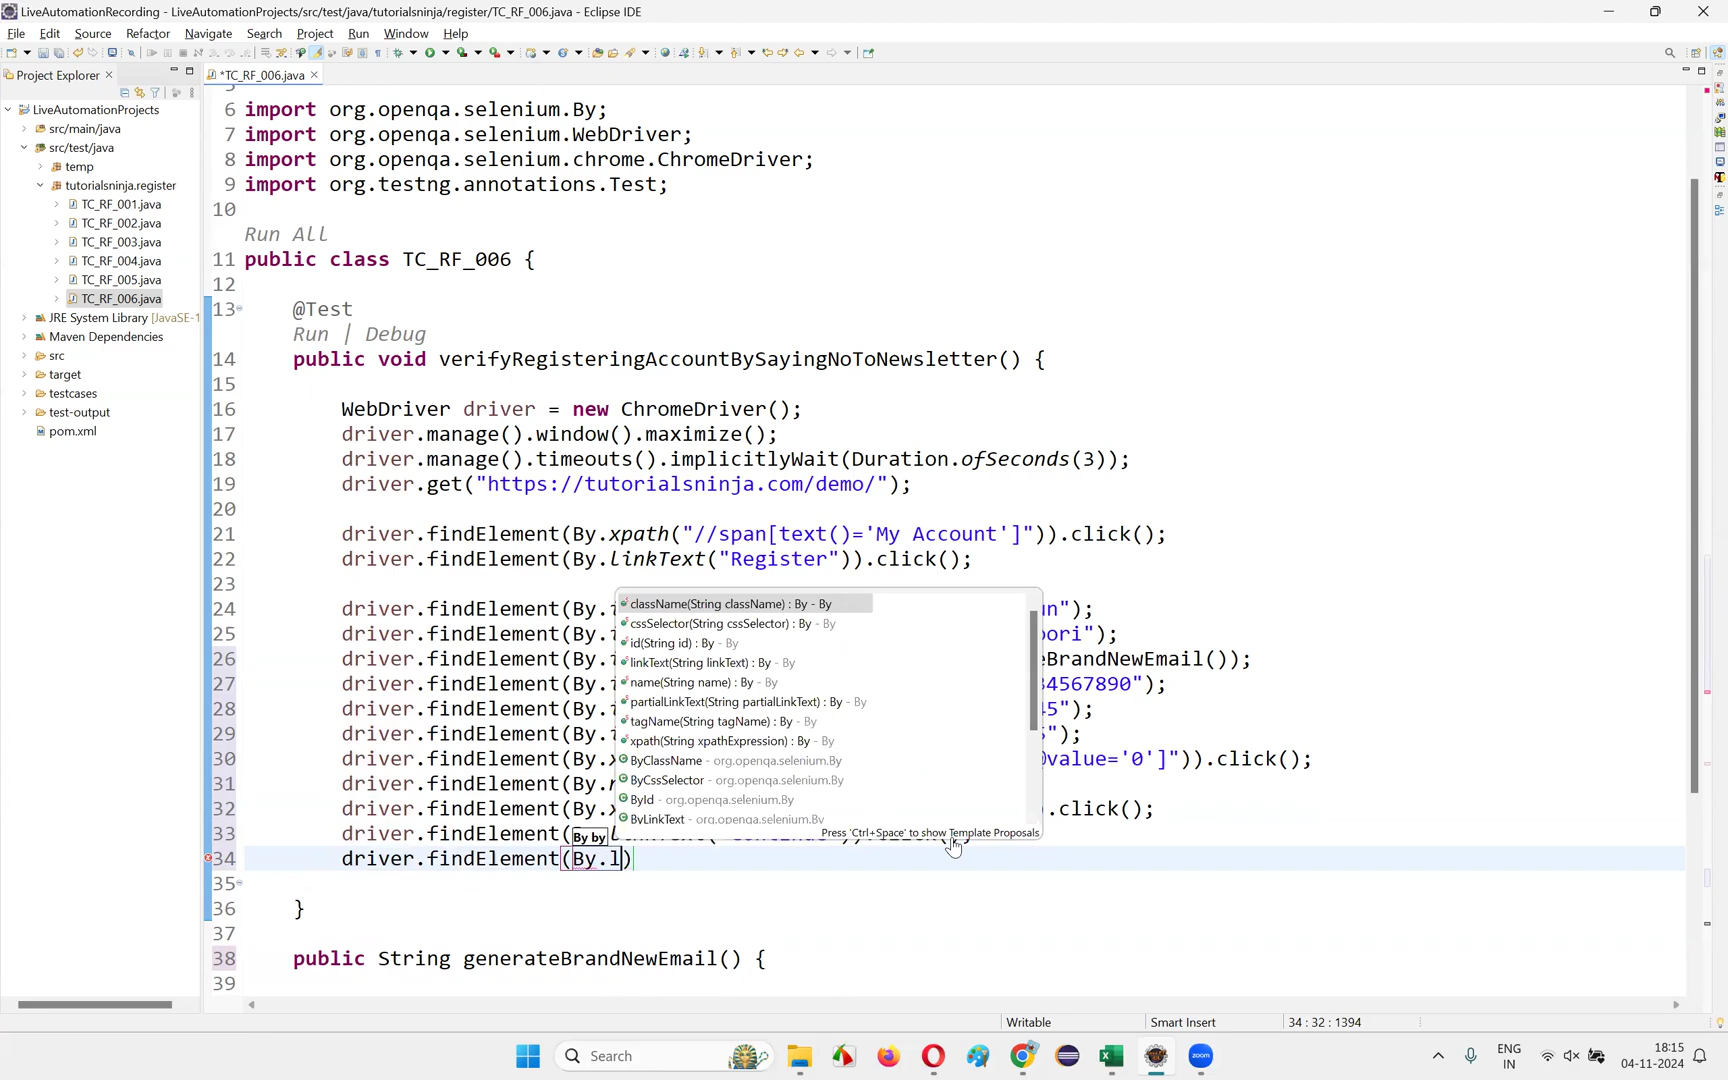 LiveAutomationRecording - LiveAutomationProjects/src/test/java/tutorialsninja/register/TC_RF_006.java - Eclipse IDE
File Edit Source Refactor Navigate Search Project Run Window Help
Project Explorer
*TC_RF_006.java
LiveAutomationProjects
src/main/java
src/test/java
temp
tutorialsninja.register
TC_RF_001.java
TC_RF_002.java
TC_RF_003.java
TC_RF_004.java
TC_RF_005.java
TC_RF_006.java
JRE System Library [JavaSE-1
Maven Dependencies
src
target
testcases
test-output
pom.xml
6 import org.openqa.selenium.By;
7 import org.openqa.selenium.WebDriver;
8 import org.openqa.selenium.chrome.ChromeDriver;
9 import org.testng.annotations.Test;
10
Run All
11 public class TC_RF_006 {
12
13 @Test
Run | Debug
14 public void verifyRegisteringAccountBySayingNoToNewsletter() {
15
16 WebDriver driver = new ChromeDriver();
17 driver.manage().window().maximize();
18 driver.manage().timeouts().implicitlyWait(Duration.ofSeconds(3));
19 driver.get("https://tutorialsninja.com/demo/");
20
21 driver.findElement(By.xpath("//span[text()='My Account']")).click();
22 driver.findElement(By.linkText("Register")).click();
23
24 driver.findElement(By. un");
25 driver.findElement(By. oori");
26 driver.findElement(By. eBrandNewEmail());
27 driver.findElement(By. 34567890");
28 driver.findElement(By. 45");
29 driver.findElement(By. ");
30 driver.findElement(By. @value='0']")).click();
31 driver.findElement(By.
32 driver.findElement(By. ).click();
33 driver.findElement(
34 driver.findElement(By.l)
35
36 }
37
38 public String generateBrandNewEmail() {
39
className(String className) : By - By
cssSelector(String cssSelector) : By - By
id(String id) : By - By
linkText(String linkText) : By - By
name(String name) : By - By
partialLinkText(String partialLinkText) : By - By
tagName(String tagName) : By - By
xpath(String xpathExpression) : By - By
ByClassName - org.openqa.selenium.By
ByCssSelector - org.openqa.selenium.By
ById - org.openqa.selenium.By
ByLinkText - org.openqa.selenium.By
Press 'Ctrl+Space' to show Template Proposals
By by
Writable Smart Insert 34 : 32 : 1394
Search
zoom
ENG
IN
18:15
04-11-2024